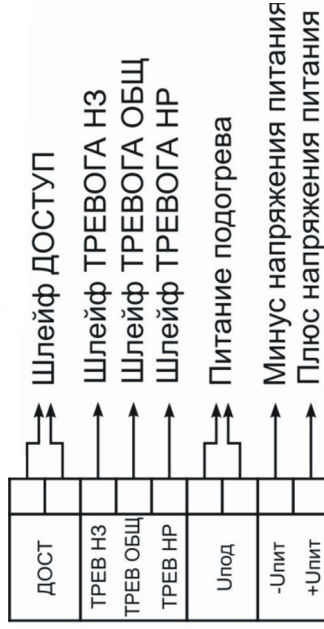 ДОСТ
Шлейф ДОСТУП
ТРЕВ НЗ
Шлейф ТРЕВОГА НЗ
ТРЕВ ОБЩ
Шлейф ТРЕВОГА ОБЩ
ТРЕВ НР
Шлейф ТРЕВОГА НР
Uпод
Питание подогрева
-Uпит
Минус напряжения питания
+Uпит
Плюс напряжения питания